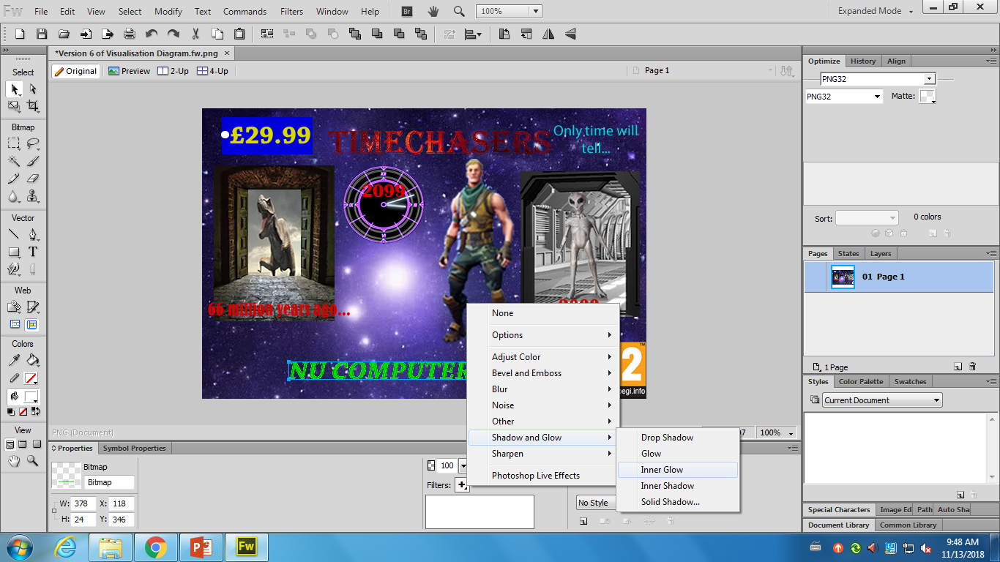 Fw File Edit View Select Modify Text Commands Filters Window Help Br 100% Expanded Mode
*Version 6 of Visualisation Diagram.fw.png ×
Original Preview 2-Up 4-Up Page 1
Select
Bitmap
Vector
Web
Colors
View
£29.99
TIMECHASERS
Only time will
tell...
2099
66 million years ago...
NU COMPUTER
2
TM
pegi.info
None
Options
Adjust Color
Bevel and Emboss
Blur
Noise
Other
Shadow and Glow
Sharpen
Photoshop Live Effects
Drop Shadow
Glow
Inner Glow
Inner Shadow
Solid Shadow...
PNG (Document)
100%
Properties Symbol Properties
Bitmap
Bitmap
W: 378 X: 118
H: 24 Y: 346
100
Filters:
No Style
Optimize History Align
PNG32
PNG32 Matte:
Sort: 0 colors
Pages States Layers
01 Page 1
1 Page
Styles Color Palette Swatches
Current Document
Special Characters Image Ed Path Auto Sha
Document Library Common Library
Fw
9:48 AM
11/13/2018